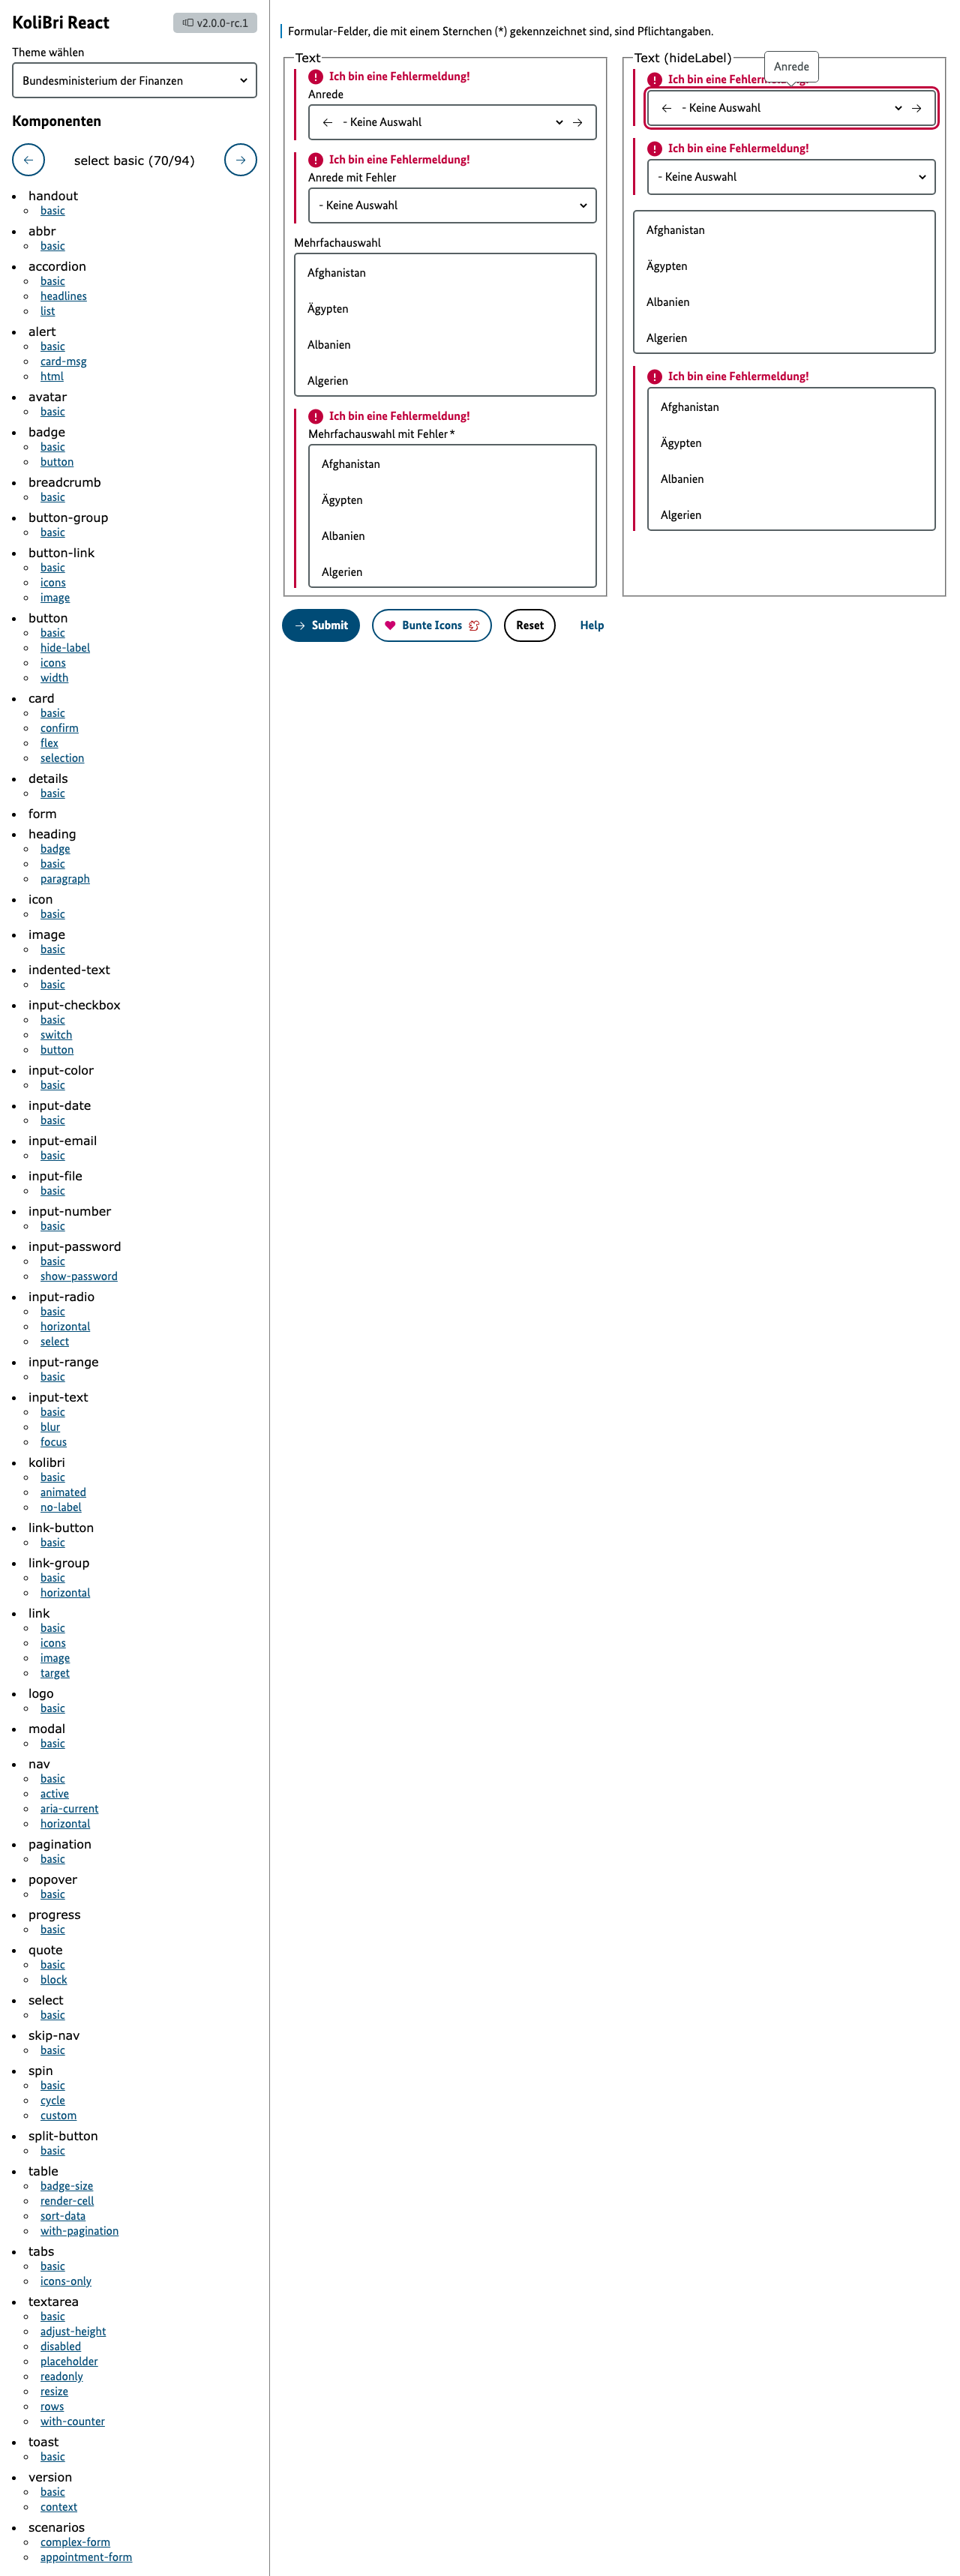 KoliBri React
v2.0.0-rc.1
Theme wählen
Bundesministerium der Finanzen
Komponenten
select basic (70/94)
handout
basic
abbr
basic
accordion
basic
headlines
list
alert
basic
card-msg
html
avatar
basic
badge
basic
button
breadcrumb
basic
button-group
basic
button-link
basic
icons
image
button
basic
hide-label
icons
width
card
basic
confirm
flex
selection
details
basic
form
heading
badge
basic
paragraph
icon
basic
image
basic
indented-text
basic
input-checkbox
basic
switch
button
input-color
basic
input-date
basic
input-email
basic
input-file
basic
input-number
basic
input-password
basic
show-password
input-radio
basic
horizontal
select
input-range
basic
input-text
basic
blur
focus
kolibri
basic
animated
no-label
link-button
basic
link-group
basic
horizontal
link
basic
icons
image
target
logo
basic
modal
basic
nav
basic
active
aria-current
horizontal
pagination
basic
popover
basic
progress
basic
quote
basic
block
select
basic
skip-nav
basic
spin
basic
cycle
custom
split-button
basic
table
badge-size
render-cell
sort-data
with-pagination
tabs
basic
icons-only
textarea
basic
adjust-height
disabled
placeholder
readonly
resize
rows
with-counter
toast
basic
version
basic
context
scenarios
complex-form
appointment-form
Formular-Felder, die mit einem Sternchen (*) gekennzeichnet sind, sind Pflichtangaben.
Text
Ich bin eine Fehlermeldung!
Anrede
- Keine Auswahl
Ich bin eine Fehlermeldung!
Anrede mit Fehler
- Keine Auswahl
Mehrfachauswahl
Afghanistan
Ägypten
Albanien
Algerien
Ich bin eine Fehlermeldung!
Mehrfachauswahl mit Fehler*
Afghanistan
Ägypten
Albanien
Algerien
Text (hideLabel)
Anrede
Ich bin eine Fehlermeldung!
- Keine Auswahl
Ich bin eine Fehlermeldung!
- Keine Auswahl
Afghanistan
Ägypten
Albanien
Algerien
Ich bin eine Fehlermeldung!
Afghanistan
Ägypten
Albanien
Algerien
Submit
Bunte Icons
Reset
Help